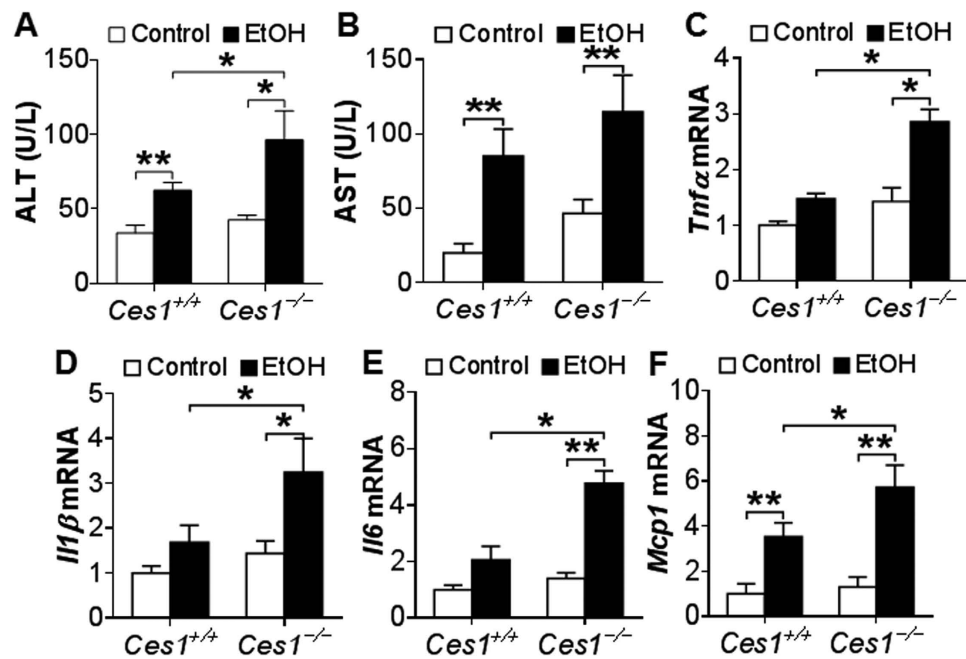 A
Control EtOH
ALT (U/L)
150
100
50
0
**
*
*
Ces1+/+ Ces1−/−
B
Control EtOH
AST (U/L)
150
100
50
0
**
**
Ces1+/+ Ces1−/−
C
Control EtOH
Tnfα mRNA
4
3
2
1
0
*
*
Ces1+/+ Ces1−/−
D
Control EtOH
Il1β mRNA
5
4
3
2
1
0
*
*
Ces1+/+ Ces1−/−
E
Control EtOH
Il6 mRNA
8
6
4
2
0
*
**
Ces1+/+ Ces1−/−
F
Control EtOH
Mcp1 mRNA
10
8
6
4
2
0
**
*
**
Ces1+/+ Ces1−/−